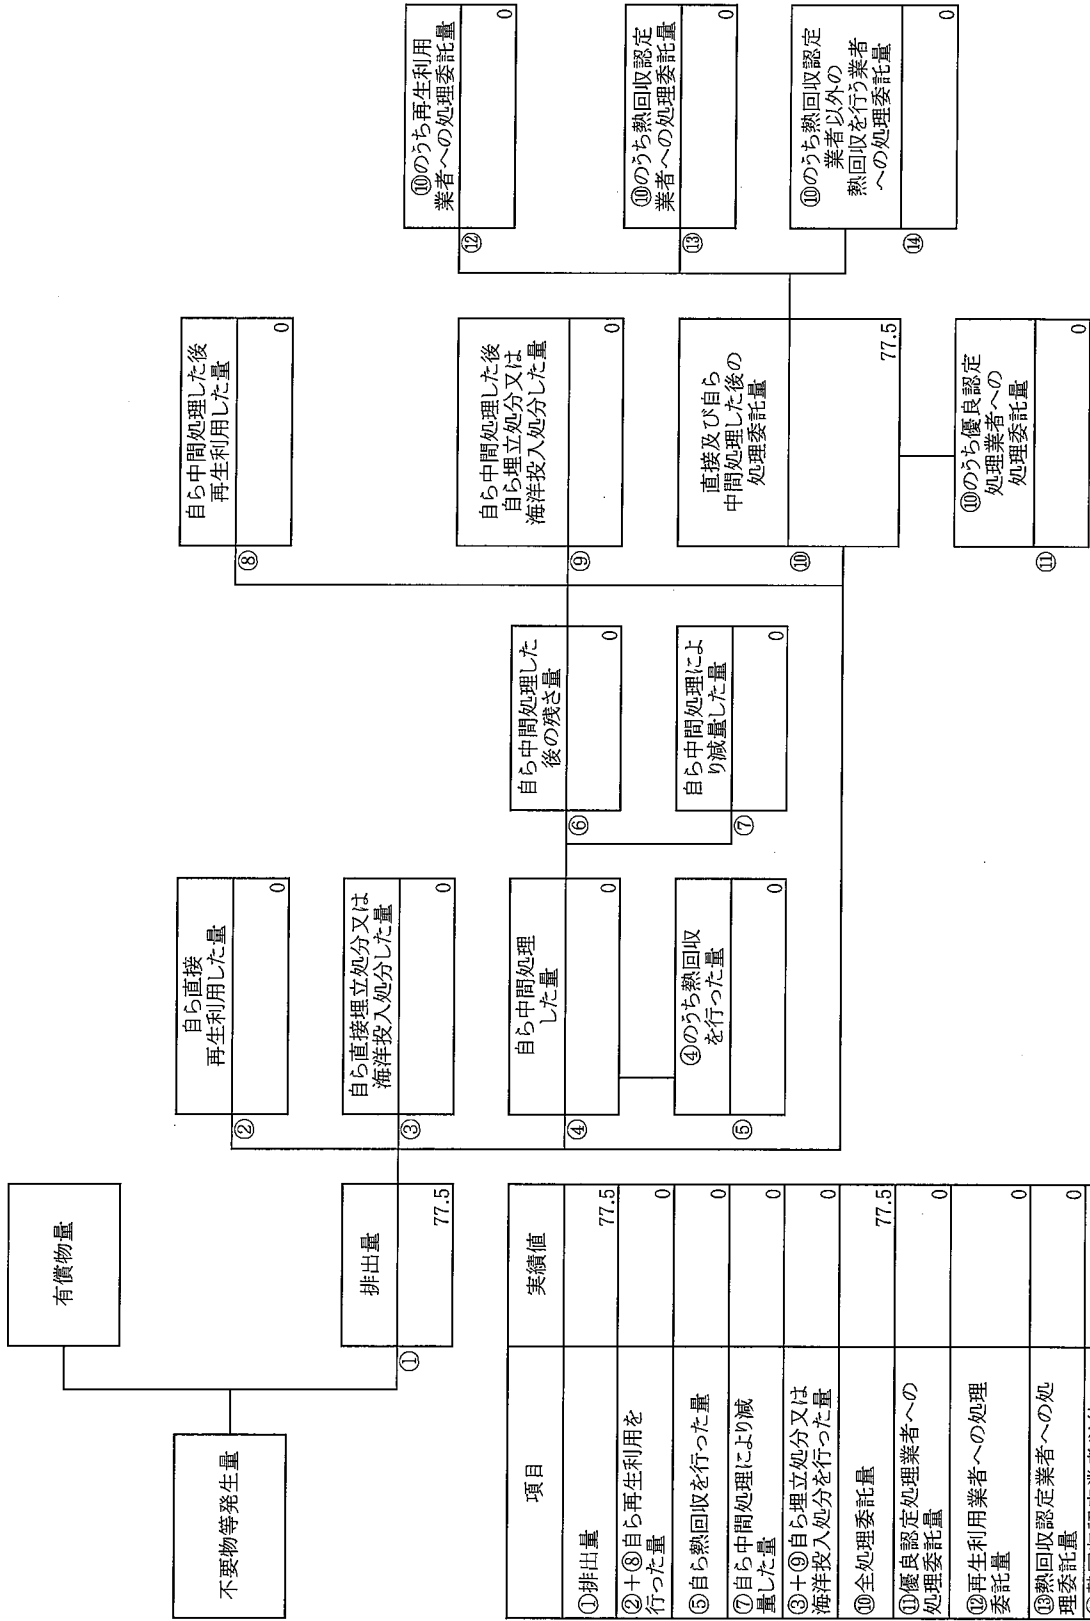 不要物等発生量
有償物量
①
排出量
77.5
②
自ら直接
再生利用した量
0
③
自ら直接埋立処分又は
海洋投入処分した量
0
④
自ら中間処理
した量
0
⑤
④のうち熱回収
を行った量
0
⑥
自ら中間処理した
後の残さ量
0
⑦
自ら中間処理によ
り減量した量
0
⑧
自ら中間処理した後
再生利用した量
0
⑨
自ら中間処理した後
自ら埋立処分又は
海洋投入処分した量
0
⑩
直接及び自ら
中間処理した後の
処理委託量
77.5
⑪
⑩のうち優良認定
処理業者への
処理委託量
0
⑫
⑩のうち再生利用
業者への処理委託量
0
⑬
⑩のうち熱回収認定
業者への処理委託量
0
⑭
⑩のうち熱回収認定
業者以外の
熱回収を行う業者
への処理委託量
0
項目 実績値
①排出量 77.5
②+⑧自ら再生利用を
行った量 0
⑤自ら熱回収を行った量 0
⑦自ら中間処理により減
量した量 0
③+⑨自ら埋立処分又は
海洋投入処分を行った量 0
⑩全処理委託量 77.5
⑪優良認定処理業者への
処理委託量 0
⑫再生利用業者への処理
委託量 0
⑬熱回収認定業者への処
理委託量 0